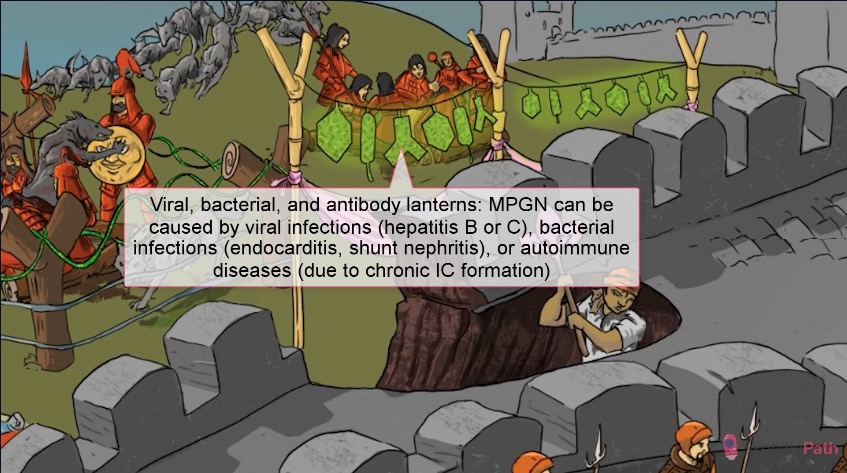 Viral, bacterial, and antibody lanterns: MPGN can be
caused by viral infections (hepatitis B or C), bacterial
infections (endocarditis, shunt nephritis), or autoimmune
diseases (due to chronic IC formation)
Path